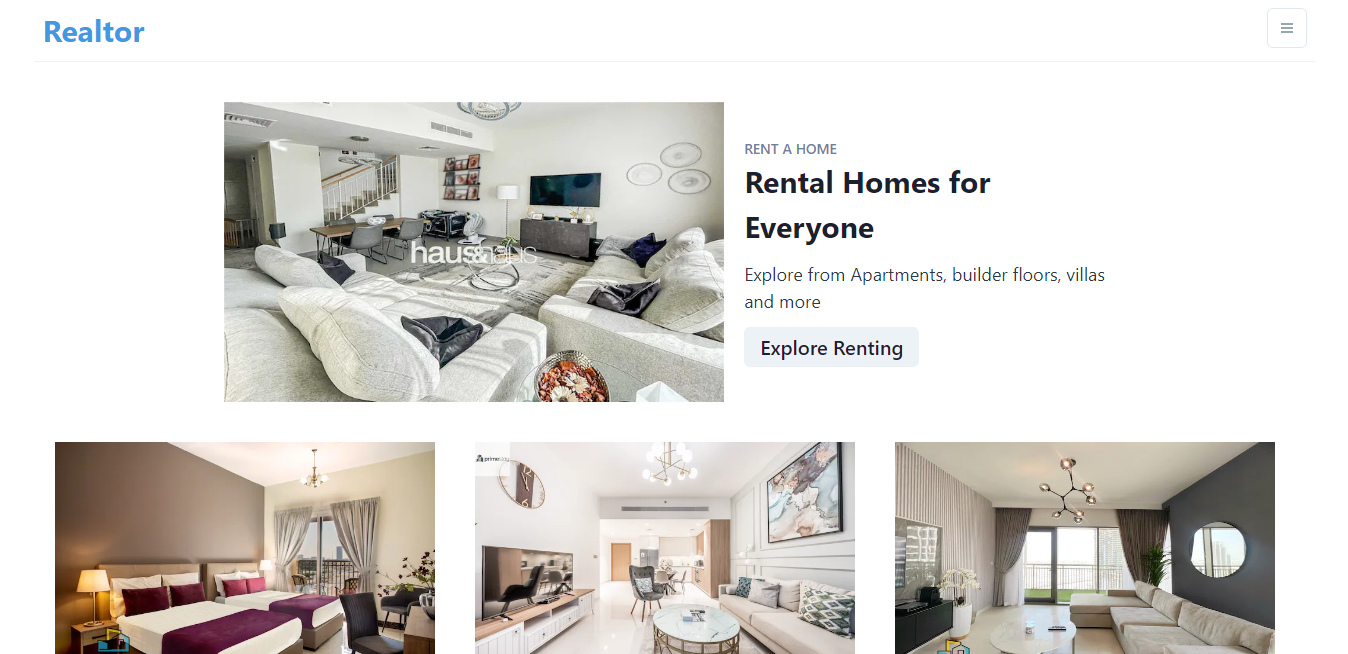 Realtor
RENT A HOME
Rental Homes for
Everyone
Explore from Apartments, builder floors, villas
and more
Explore Renting
haus&haus